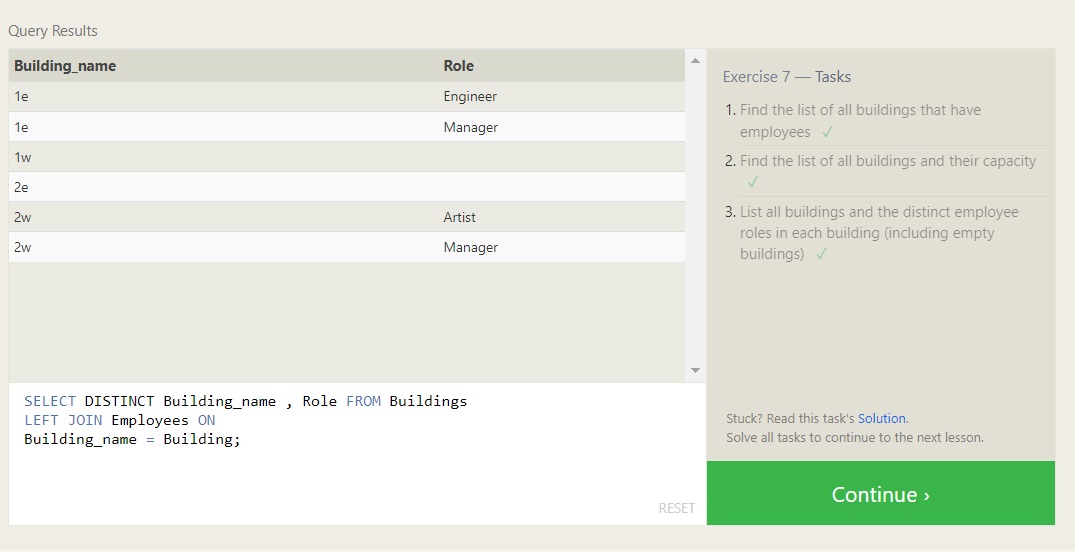 Query Results
Building_name Role
1e Engineer
1e Manager
1w
2e
2w Artist
2w Manager
SELECT DISTINCT Building_name , Role FROM Buildings
LEFT JOIN Employees ON
Building_name = Building;
RESET
Exercise 7 — Tasks
1. Find the list of all buildings that have
employees ✓
2. Find the list of all buildings and their capacity
✓
3. List all buildings and the distinct employee
roles in each building (including empty
buildings) ✓
Stuck? Read this task's Solution.
Solve all tasks to continue to the next lesson.
Continue ›